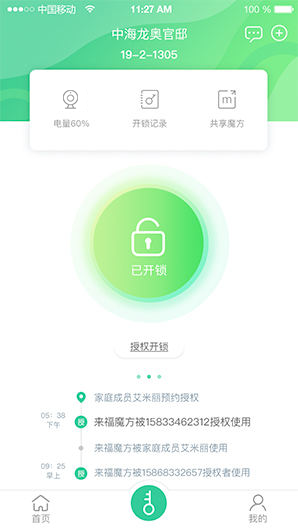 中国移动 11:27 AM 100 %
中海龙奥官邸
19-2-1305
电量60% 开锁记录 共享魔方
m
已开锁
授权开锁
家庭成员艾米丽预约授权
05：38 授 来福魔方被15833462312授权使用
下午
来福魔方被家庭成员艾米丽使用
09：25 授 来福魔方被15868332657授权者使用
早上
首页 我的